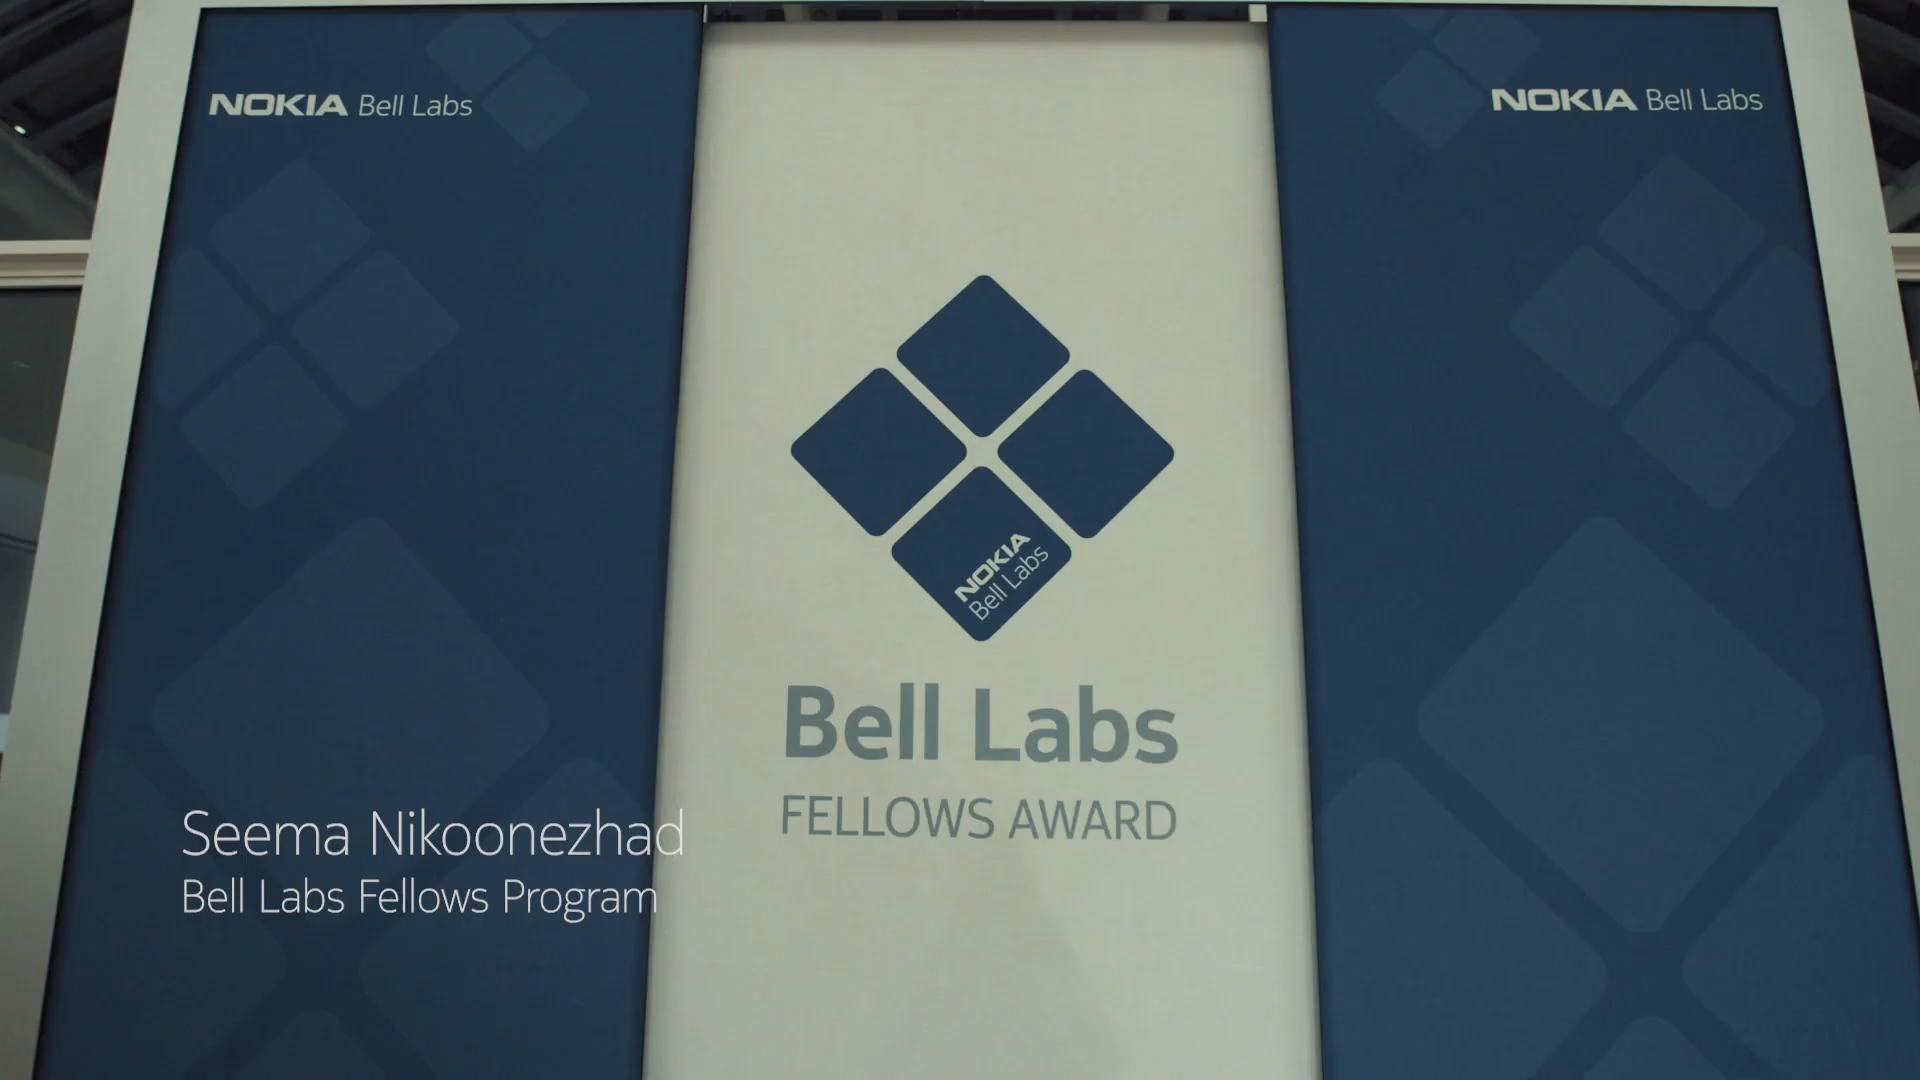 NOKIA Bell Labs
NOKIA Bell Labs
NOKIA
Bell Labs
Bell Labs
FELLOWS AWARD
Seema Nikoonezhad
Bell Labs Fellows Program